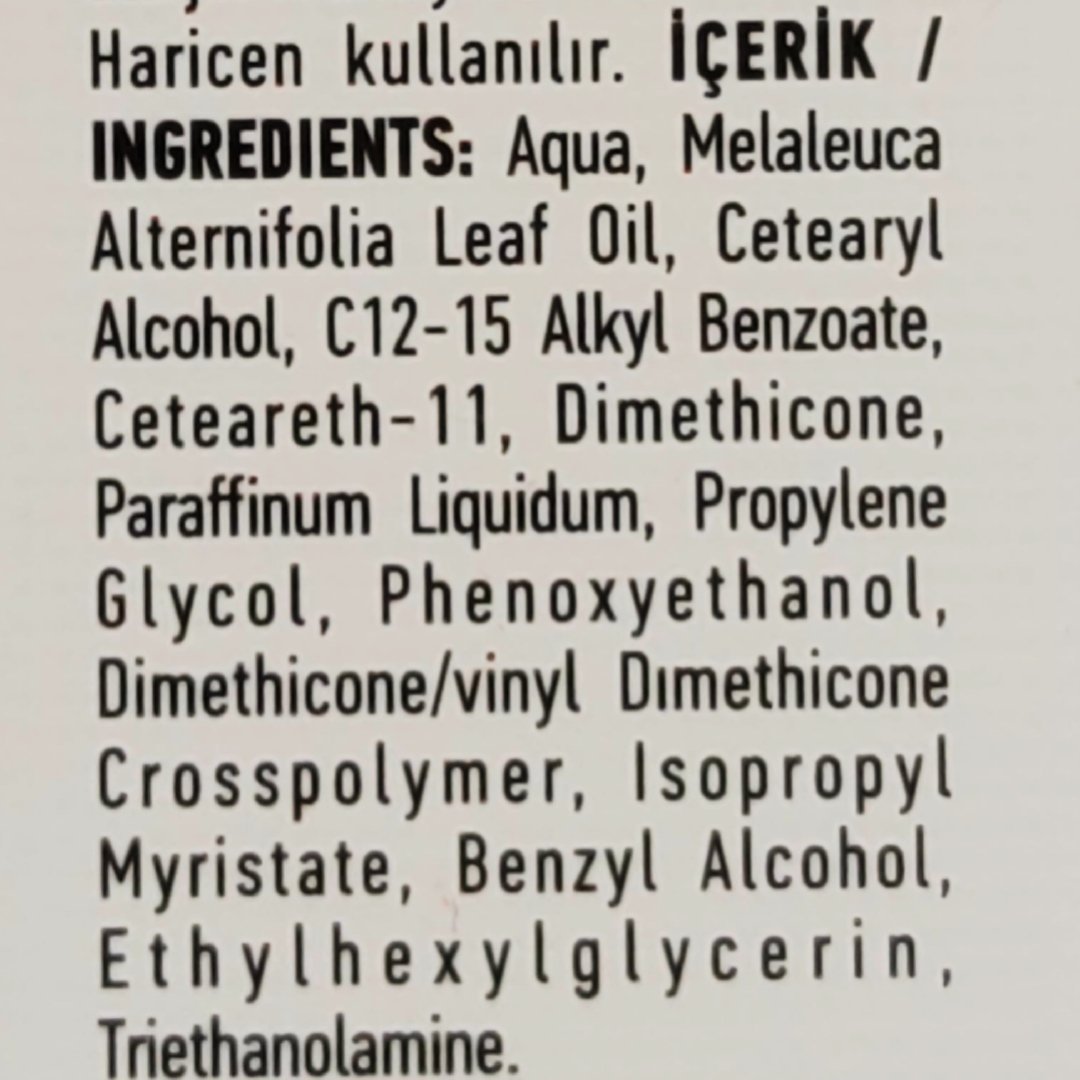 Haricen kullanılır. İÇERİK /
INGREDIENTS: Aqua, Melaleuca
Alternifolia Leaf Oil, Cetearyl
Alcohol, C12-15 Alkyl Benzoate,
Ceteareth-11, Dimethicone,
Paraffinum Liquidum, Propylene
Glycol, Phenoxyethanol,
Dimethicone/vinyl Dımethicone
Crosspolymer, Isopropyl
Myristate, Benzyl Alcohol,
Ethylhexylglycerin,
Triethanolamine.